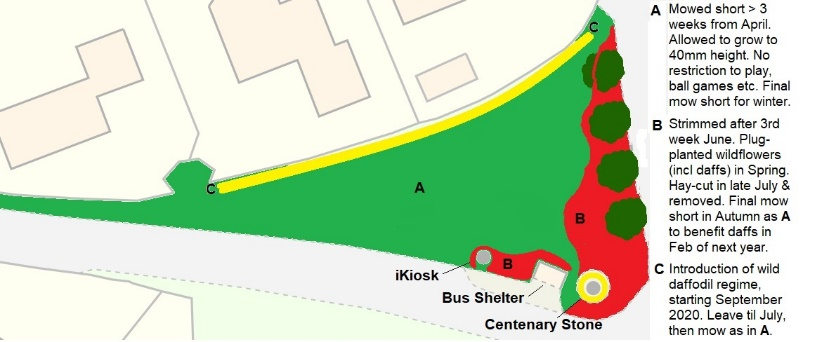 C
C
A
B
B
iKiosk
Bus Shelter
Centenary Stone
A Mowed short > 3
weeks from April.
Allowed to grow to
40mm height. No
restriction to play,
ball games etc. Final
mow short for winter.
B Strimmed after 3rd
week June. Plug-
planted wildflowers
(incl daffs) in Spring.
Hay-cut in late July &
removed. Final mow
short in Autumn as A
to benefit daffs in
Feb of next year.
C Introduction of wild
daffodil regime,
starting September
2020. Leave til July,
then mow as in A.